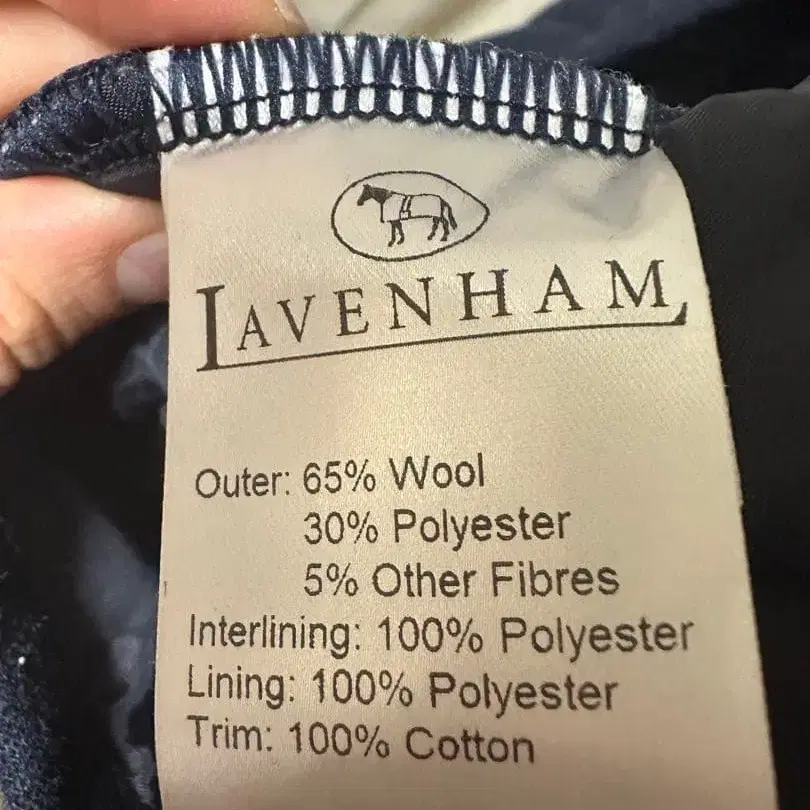 LAVENHAM
Outer: 65% Wool
30% Polyester
5% Other Fibres
Interlining: 100% Polyester
Lining: 100% Polyester
Trim: 100% Cotton